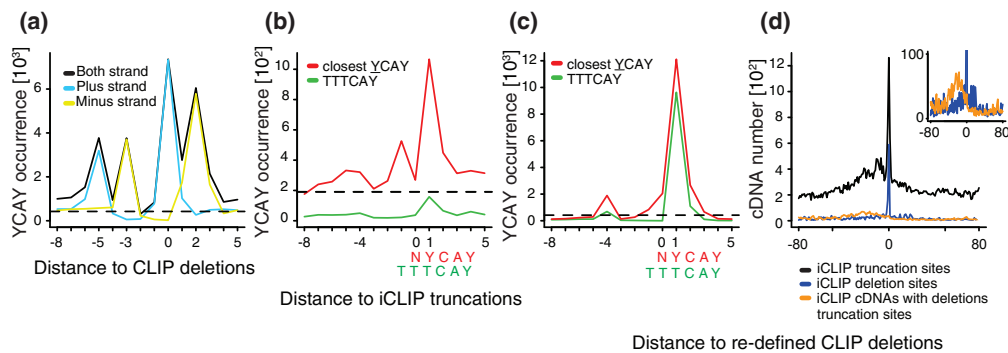 (a)
YCAY occurrence [10³]
6
4
2
0
Both strand
Plus strand
Minus strand
-8 -5 -3 0 2 5
Distance to CLIP deletions
(b)
YCAY occurrence [10²]
10
8
6
4
2
0
closest YCAY
TTTCAY
-8 -4 0 1 5
N Y C A Y
T T T C A Y
Distance to iCLIP truncations
(c)
YCAY occurrence [10³]
12
10
8
6
4
2
0
closest YCAY
TTTCAY
-8 -4 0 1 5
N Y C A Y
T T T C A Y
(d)
cDNA number [10²]
12
10
8
6
4
2
0
100
0
-80 0 80
-80 0 80
iCLIP truncation sites
iCLIP deletion sites
iCLIP cDNAs with deletions
truncation sites
Distance to re-defined CLIP deletions